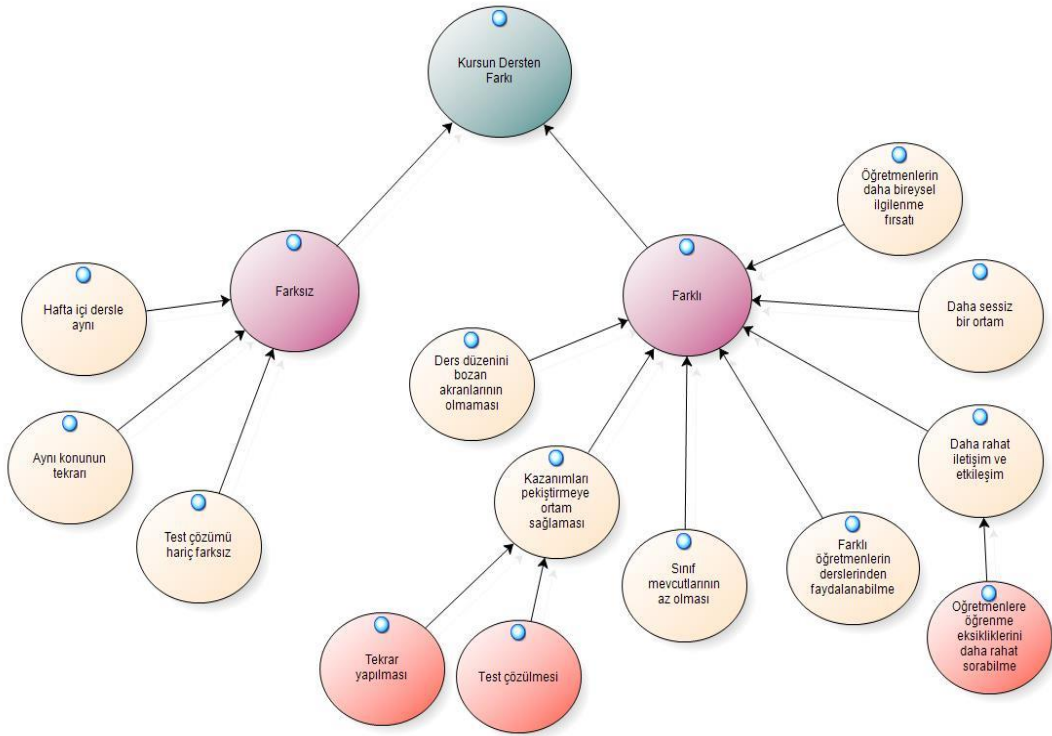 Kursun Dersten
Farkı
Öğretmenlerin
daha bireysel
ilgilenme
fırsatı
Farksız
Farklı
Hafta içi dersle
aynı
Daha sessiz
bir ortam
Ders düzenini
bozan
akranlarının
olmaması
Aynı konunun
tekrarı
Daha rahat
iletişim ve
etkileşim
Kazanımları
pekiştirmeye
ortam
sağlaması
Test çözümü
hariç farksız
Sınıf
mevcutlarının
az olması
Farklı
öğretmenlerin
derslerinden
faydalanabilme
Tekrar
yapılması
Test çözülmesi
Öğretmenlere
öğrenme
eksikliklerini
daha rahat
sorabilme